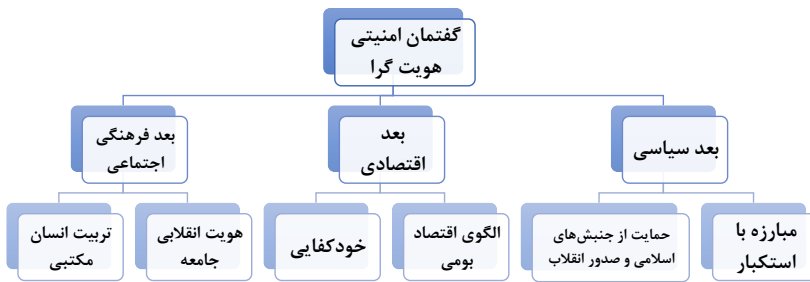 گفتمان امنیتی
هویت گرا
بعد سیاسی
بعد
اقتصادی
بعد فرهنگی
اجتماعی
مبارزه با
استکبار
حمایت از جنبش‌های
اسلامی و صدور انقلاب
الگوی اقتصاد
بومی
خودکفایی
هویت انقلابی
جامعه
تربیت انسان
مکتبی